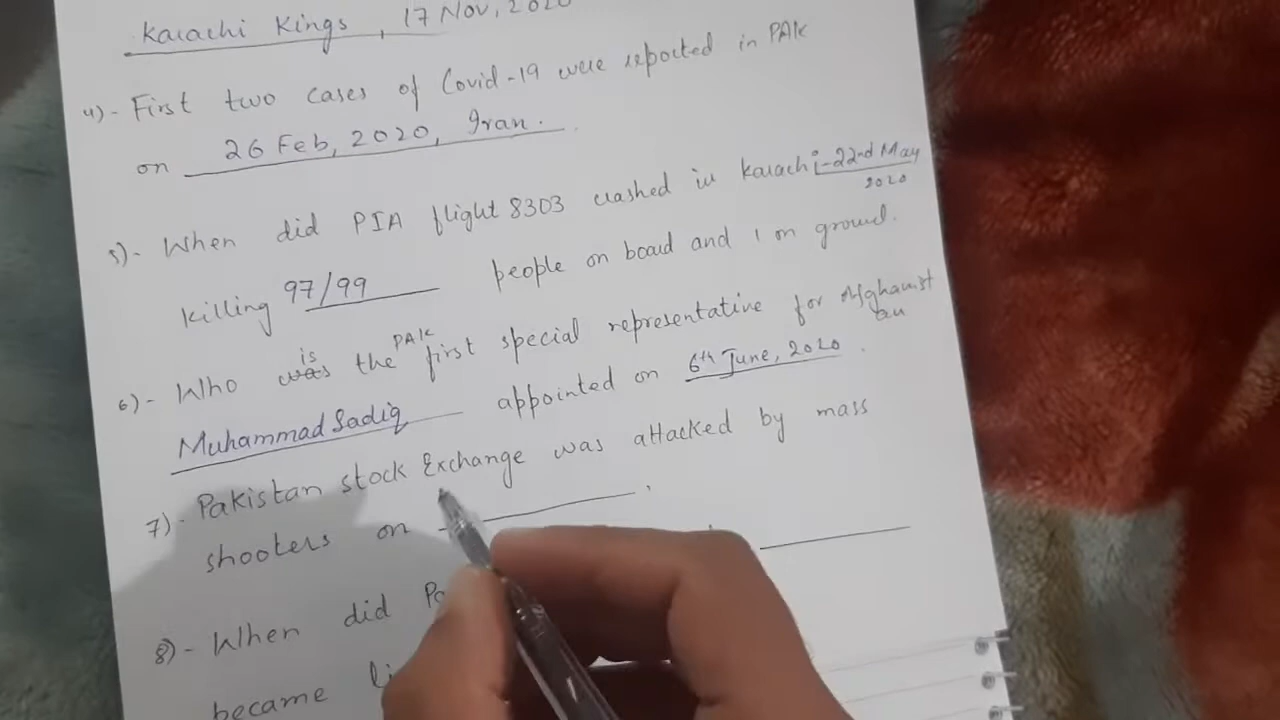 Karachi Kings, 17 Nov, 2020
4)- First two cases of Covid-19 were reported in PAk
on 26 Feb, 2020, Iran.
5)- When did PIA flight 8303 crashed in karachi-22nd May
2020
killing 97/99 people on board and 1 on ground.
6)- Who was is the PAK first special representative for Afghanist
an
Muhammad Sadiq appointed on 6th June, 2020.
7)- Pakistan stock Exchange was attacked by mass
shooters on
8)- When did
became